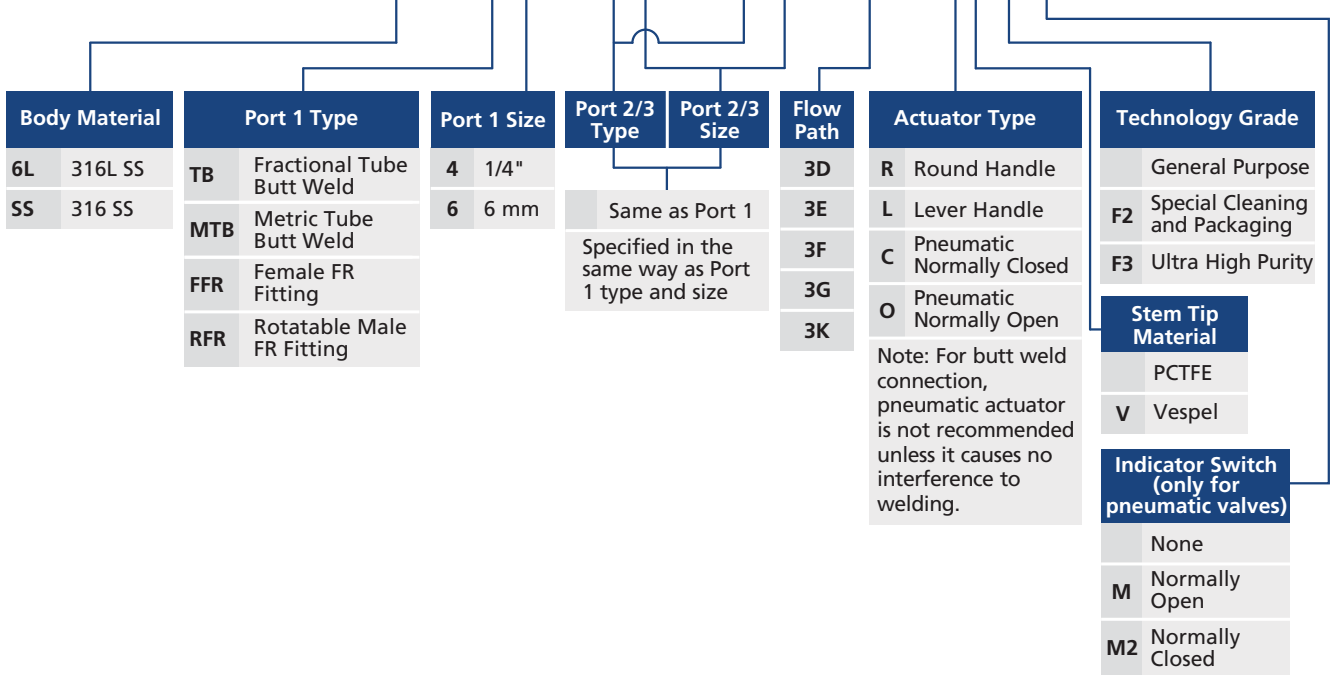 Body Material
6L 316L SS
SS 316 SS
Port 1 Type
TB Fractional Tube
Butt Weld
MTB Metric Tube
Butt Weld
FFR Female FR
Fitting
RFR Rotatable Male
FR Fitting
Port 1 Size
4 1/4"
6 6 mm
Port 2/3
Type
Port 2/3
Size
Same as Port 1
Specified in the
same way as Port
1 type and size
Flow
Path
3D
3E
3F
3G
3K
Actuator Type
R Round Handle
L Lever Handle
C Pneumatic
Normally Closed
O Pneumatic
Normally Open
Note: For butt weld
connection,
pneumatic actuator
is not recommended
unless it causes no
interference to
welding.
Technology Grade
General Purpose
F2 Special Cleaning
and Packaging
F3 Ultra High Purity
Stem Tip
Material
PCTFE
V Vespel
Indicator Switch
(only for
pneumatic valves)
None
M Normally
Open
M2 Normally
Closed